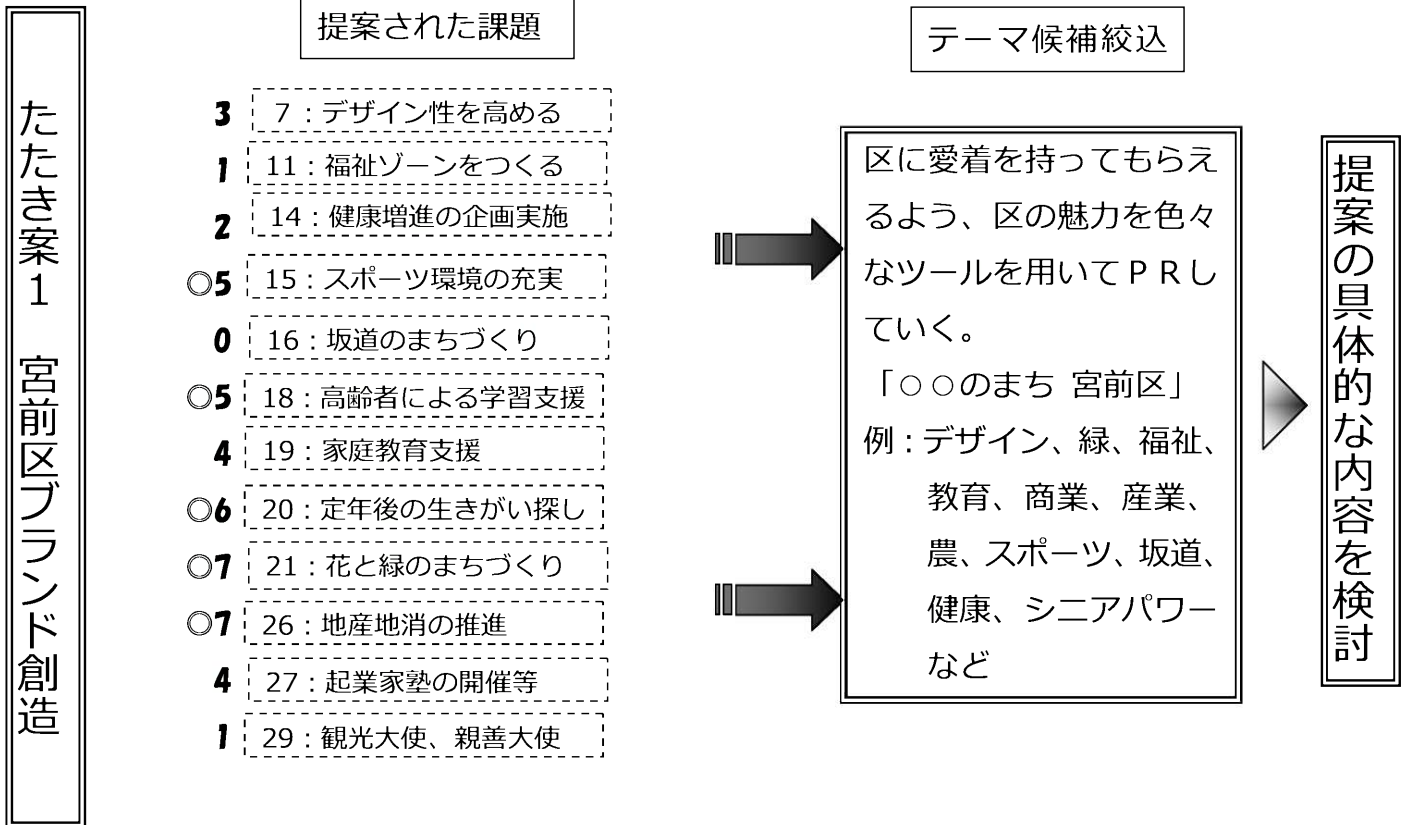 たたき案1 宮前区ブランド創造
提案された課題
3 7:デザイン性を高める
1 11:福祉ゾーンをつくる
2 14:健康増進の企画実施
◎5 15:スポーツ環境の充実
0 16:坂道のまちづくり
◎5 18:高齢者による学習支援
4 19:家庭教育支援
◎6 20:定年後の生きがい探し
◎7 21:花と緑のまちづくり
◎7 26:地産地消の推進
4 27:起業家塾の開催等
1 29:観光大使、親善大使
テーマ候補絞込
区に愛着を持ってもらえ
るよう、区の魅力を色々
なツールを用いてPRし
ていく。
「○○のまち 宮前区」
例:デザイン、緑、福祉、
教育、商業、産業、
農、スポーツ、坂道、
健康、シニアパワー
など
提案の具体的な内容を検討